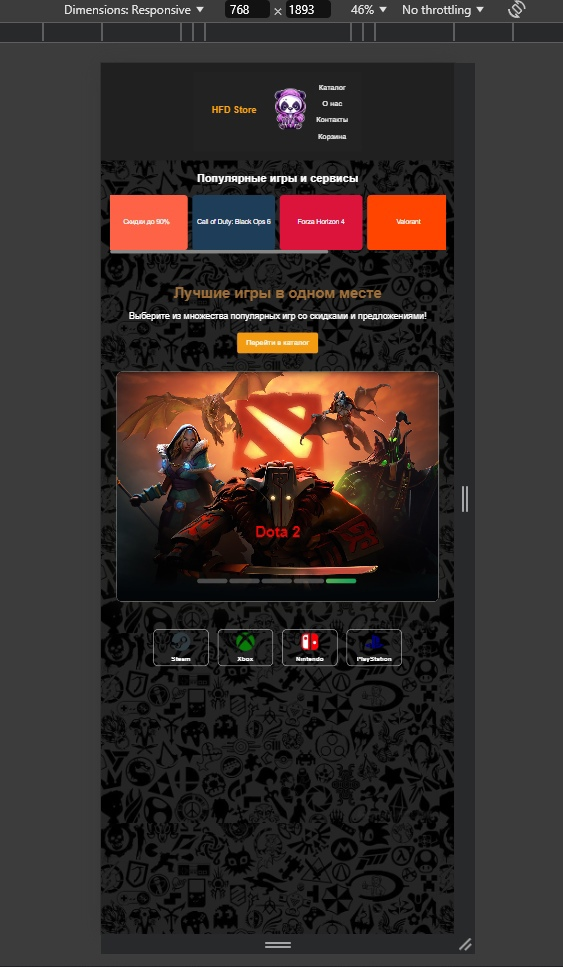 Dimensions: Responsive 768 × 1893 46% No throttling
Каталог
HFD Store
О нас
Контакты
Корзина
Популярные игры и сервисы
Скидки до 90% Call of Duty: Black Ops 6 Forza Horizon 4 Valorant
Лучшие игры в одном месте
Выберите из множества популярных игр со скидками и предложениями!
Перейти в каталог
Dota 2
Steam Xbox Nintendo PlayStation